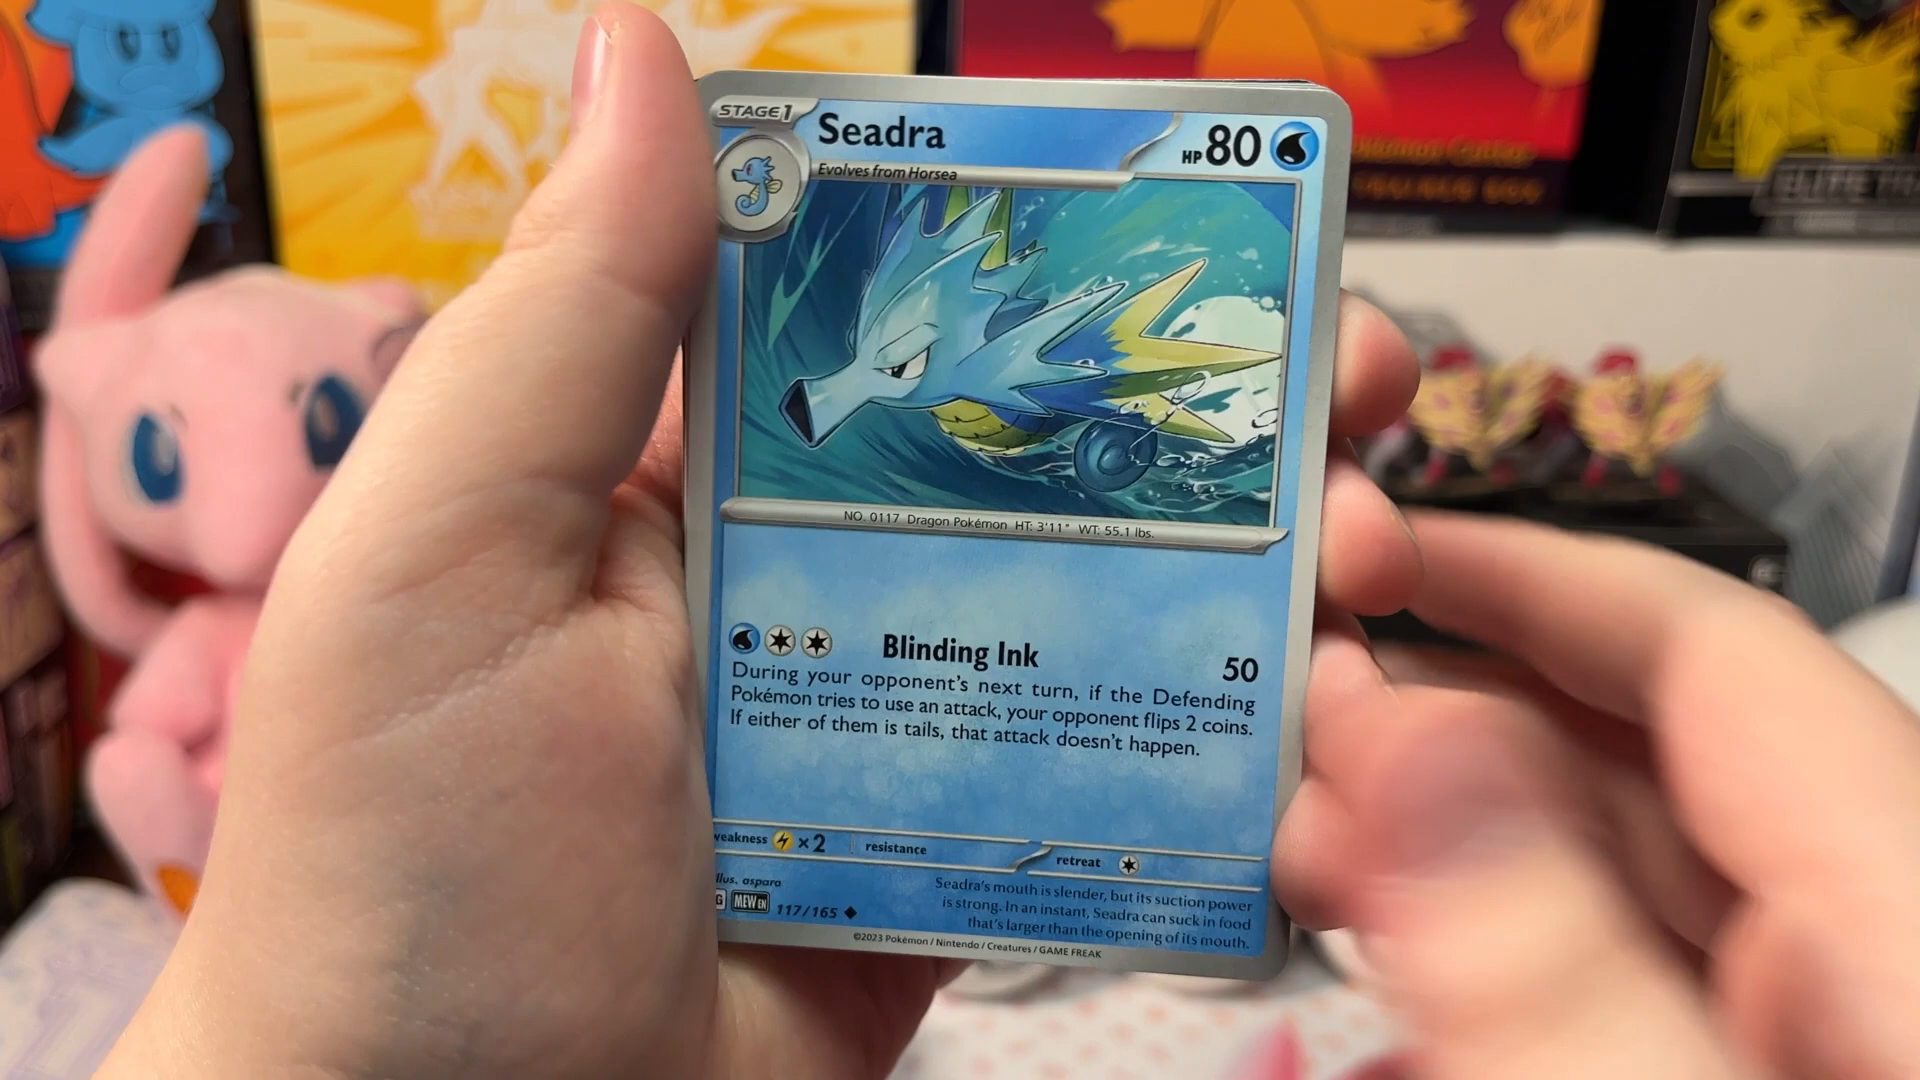 STAGE1
Seadra
HP 80
Evolves from Horsea
NO. 0117 Dragon Pokémon HT: 3'11" WT: 55.1 lbs.
Blinding Ink 50
During your opponent's next turn, if the Defending
Pokémon tries to use an attack, your opponent flips 2 coins.
If either of them is tails, that attack doesn't happen.
weakness ×2 resistance retreat
Illus. aspara
G MEW EN 117/165
Seadra's mouth is slender, but its suction power
is strong. In an instant, Seadra can suck in food
that's larger than the opening of its mouth.
©2023 Pokémon / Nintendo / Creatures / GAME FREAK